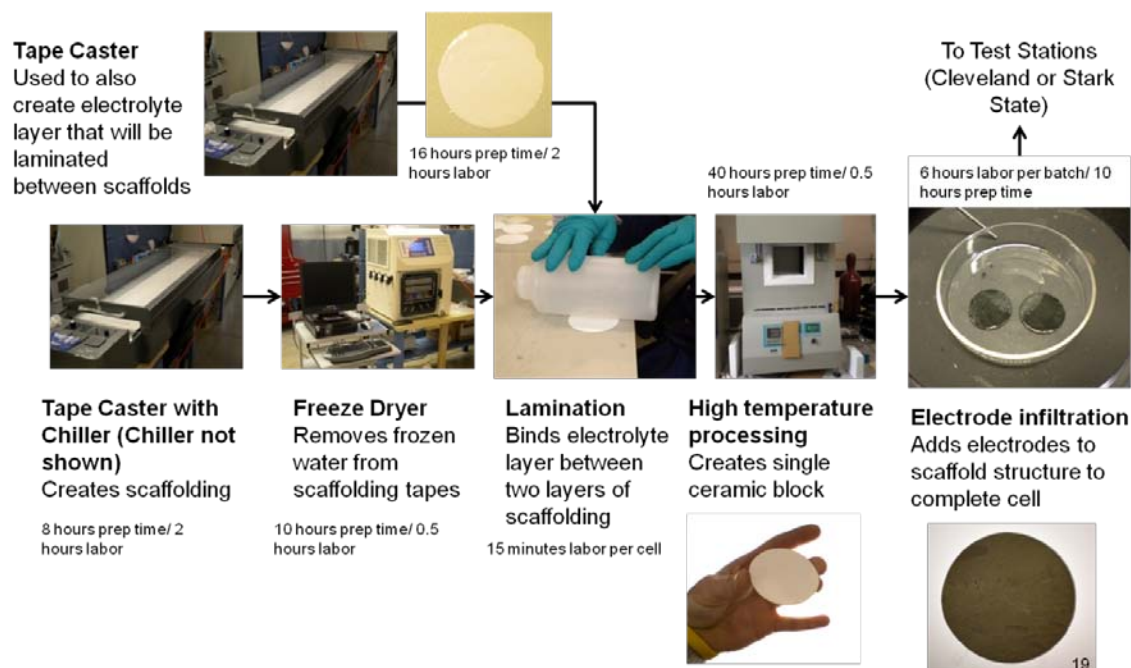 Tape Caster
Used to also
create electrolyte
layer that will be
laminated
between scaffolds
16 hours prep time/ 2
hours labor
To Test Stations
(Cleveland or Stark
State)
40 hours prep time/ 0.5
hours labor
6 hours labor per batch/ 10
hours prep time
Tape Caster with
Chiller (Chiller not
shown)
Creates scaffolding
8 hours prep time/ 2
hours labor
Freeze Dryer
Removes frozen
water from
scaffolding tapes
10 hours prep time/ 0.5
hours labor
Lamination
Binds electrolyte
layer between
two layers of
scaffolding
15 minutes labor per cell
High temperature
processing
Creates single
ceramic block
Electrode infiltration
Adds electrodes to
scaffold structure to
complete cell
19